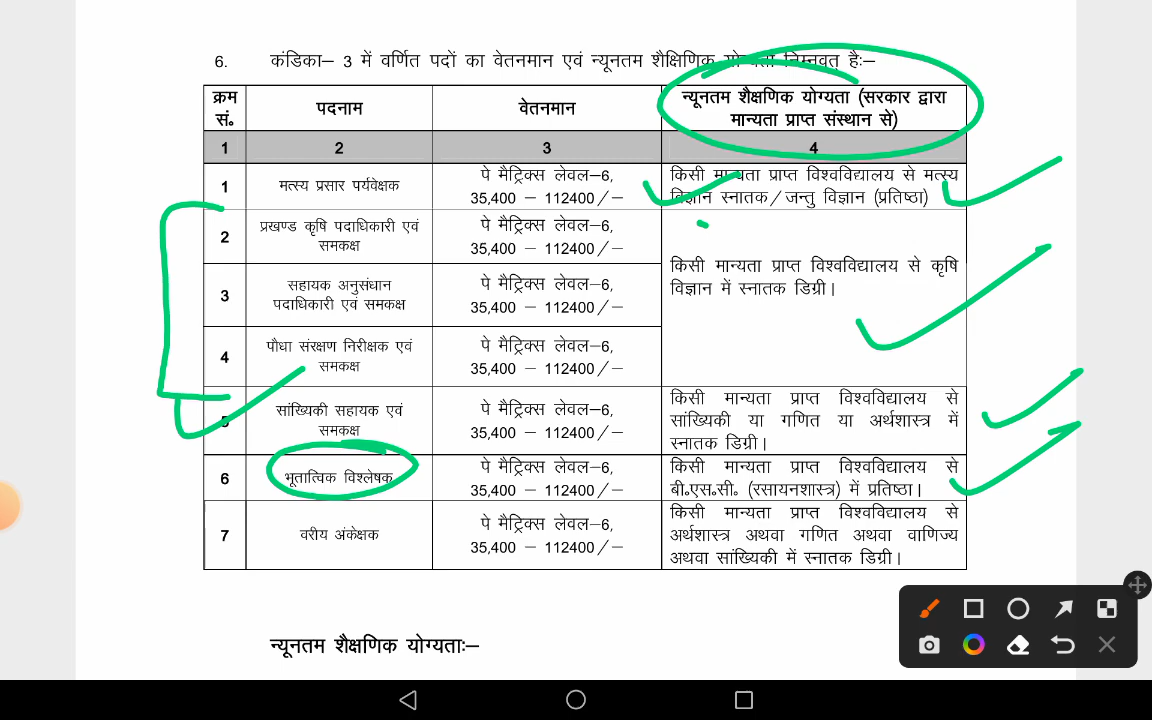 6. कंडिका– 3 में वर्णित पदों का वेतनमान एवं न्यूनतम शैक्षिणिक योग्यता निम्नवत् हैः–
क्रम सं॰
पदनाम
वेतनमान
न्यूनतम शैक्षणिक योग्यता (सरकार द्वारा
मान्यता प्राप्त संस्थान से)
1 2 3 4
1
मत्स्य प्रसार पर्यवेक्षक
पे मैट्रिक्स लेवल–6,
35,400 – 112400/–
किसी मान्यता प्राप्त विश्वविद्यालय से मत्स्य
विज्ञान स्नातक/जन्तु विज्ञान (प्रतिष्ठा)
2
प्रखण्ड कृषि पदाधिकारी एवं
समकक्ष
पे मैट्रिक्स लेवल–6,
35,400 – 112400/–
किसी मान्यता प्राप्त विश्वविद्यालय से कृषि
विज्ञान में स्नातक डिग्री।
3
सहायक अनुसंधान
पदाधिकारी एवं समकक्ष
पे मैट्रिक्स लेवल–6,
35,400 – 112400/–
4
पौधा संरक्षण निरीक्षक एवं
समकक्ष
पे मैट्रिक्स लेवल–6,
35,400 – 112400/–
5
सांख्यिकी सहायक एवं
समकक्ष
पे मैट्रिक्स लेवल–6,
35,400 – 112400/–
किसी मान्यता प्राप्त विश्वविद्यालय से
सांख्यिकी या गणित या अर्थशास्त्र में
स्नातक डिग्री।
6
भूतात्विक विश्लेषक
पे मैट्रिक्स लेवल–6,
35,400 – 112400/–
किसी मान्यता प्राप्त विश्वविद्यालय से
बी॰एस॰सी॰ (रसायनशास्त्र) में प्रतिष्ठा।
7
वरीय अंकेक्षक
पे मैट्रिक्स लेवल–6,
35,400 – 112400/–
किसी मान्यता प्राप्त विश्वविद्यालय से
अर्थशास्त्र अथवा गणित अथवा वाणिज्य
अथवा सांख्यिकी में स्नातक डिग्री।
न्यूनतम शैक्षणिक योग्यताः–